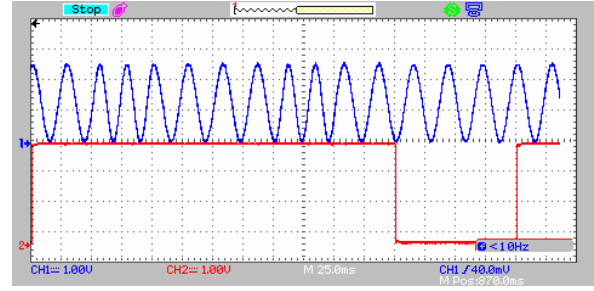 Stop
1
2
<10Hz
CH1 1.00V CH2 1.00V M 25.0ms CH1 / 40.0mV
M Pos:870.0ms